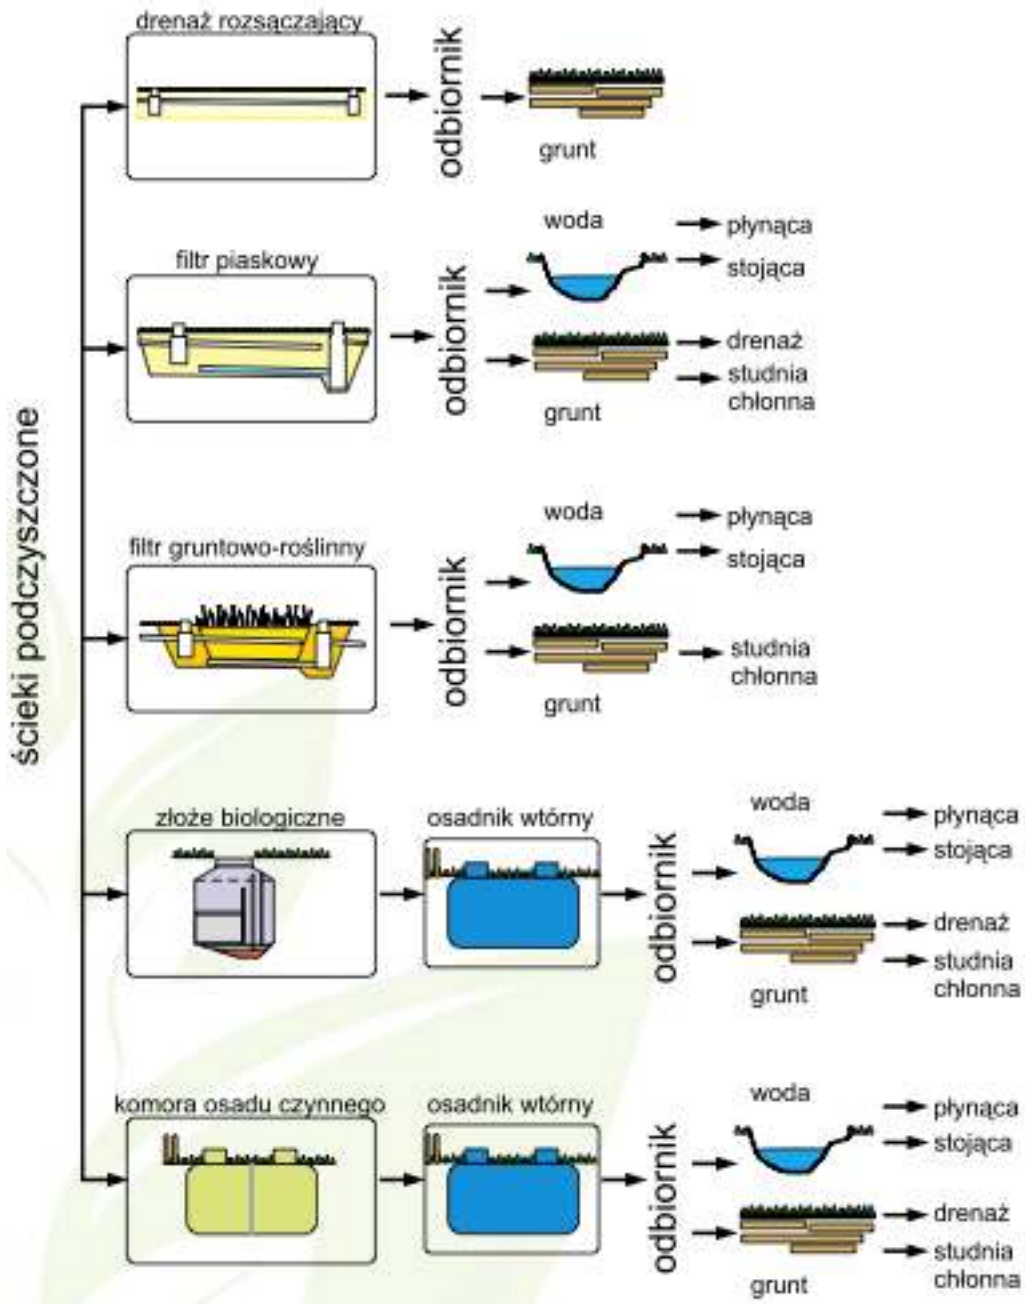 ścieki podczyszczone
drenaż rozsączający
odbiornik
grunt
filtr piaskowy
odbiornik
woda
płynąca
stojąca
drenaż
studnia
chłonna
grunt
filtr gruntowo-roślinny
odbiornik
woda
płynąca
stojąca
studnia
chłonna
grunt
złoże biologiczne
osadnik wtórny
odbiornik
woda
płynąca
stojąca
drenaż
studnia
chłonna
grunt
komora osadu czynnego
osadnik wtórny
odbiornik
woda
płynąca
stojąca
drenaż
studnia
chłonna
grunt